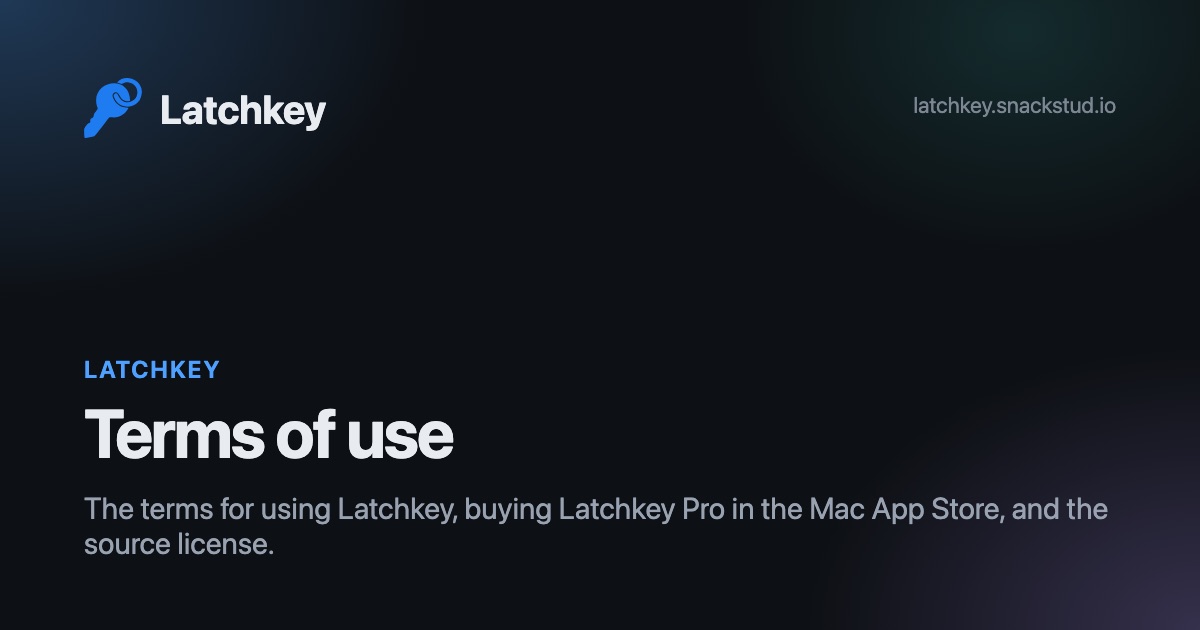 Latchkey
latchkey.snackstud.io
LATCHKEY
Terms of use
The terms for using Latchkey, buying Latchkey Pro in the Mac App Store, and the
source license.